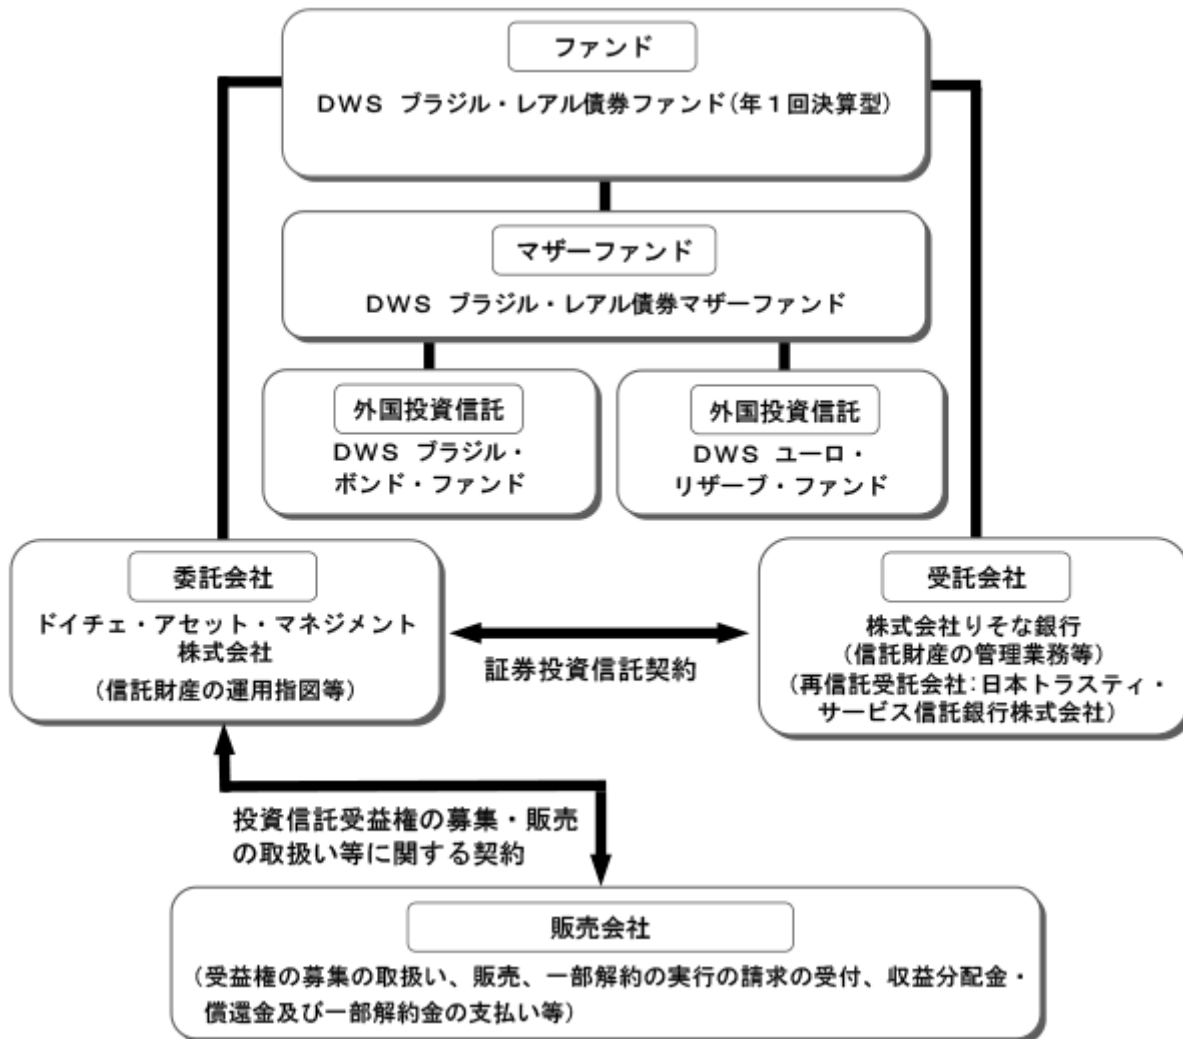 ファンド
DWS ブラジル・レアル債券ファンド(年1回決算型)
マザーファンド
DWS ブラジル・レアル債券マザーファンド
外国投資信託
DWS ブラジル・
ボンド・ファンド
外国投資信託
DWS ユーロ・
リザーブ・ファンド
委託会社
ドイチェ・アセット・マネジメント
株式会社
(信託財産の運用指図等)
証券投資信託契約
受託会社
株式会社りそな銀行
(信託財産の管理業務等)
(再信託受託会社:日本トラスティ・
サービス信託銀行株式会社)
投資信託受益権の募集・販売
の取扱い等に関する契約
販売会社
(受益権の募集の取扱い、販売、一部解約の実行の請求の受付、収益分配金・
償還金及び一部解約金の支払い等)